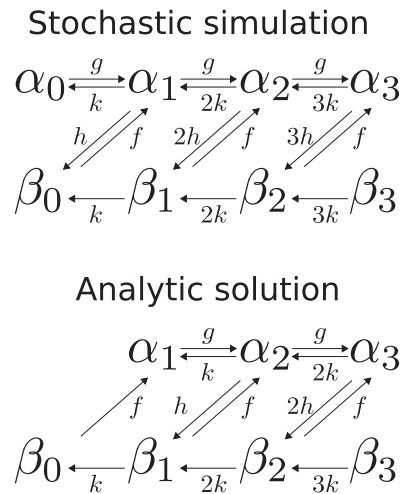 Stochastic simulation
g g g
α₀ α₁ α₂ α₃
k 2k 3k
h f 2h f 3h f
β₀ β₁ β₂ β₃
k 2k 3k
Analytic solution
g g
α₁ α₂ α₃
k 2k
f h f 2h f
β₀ β₁ β₂ β₃
k 2k 3k